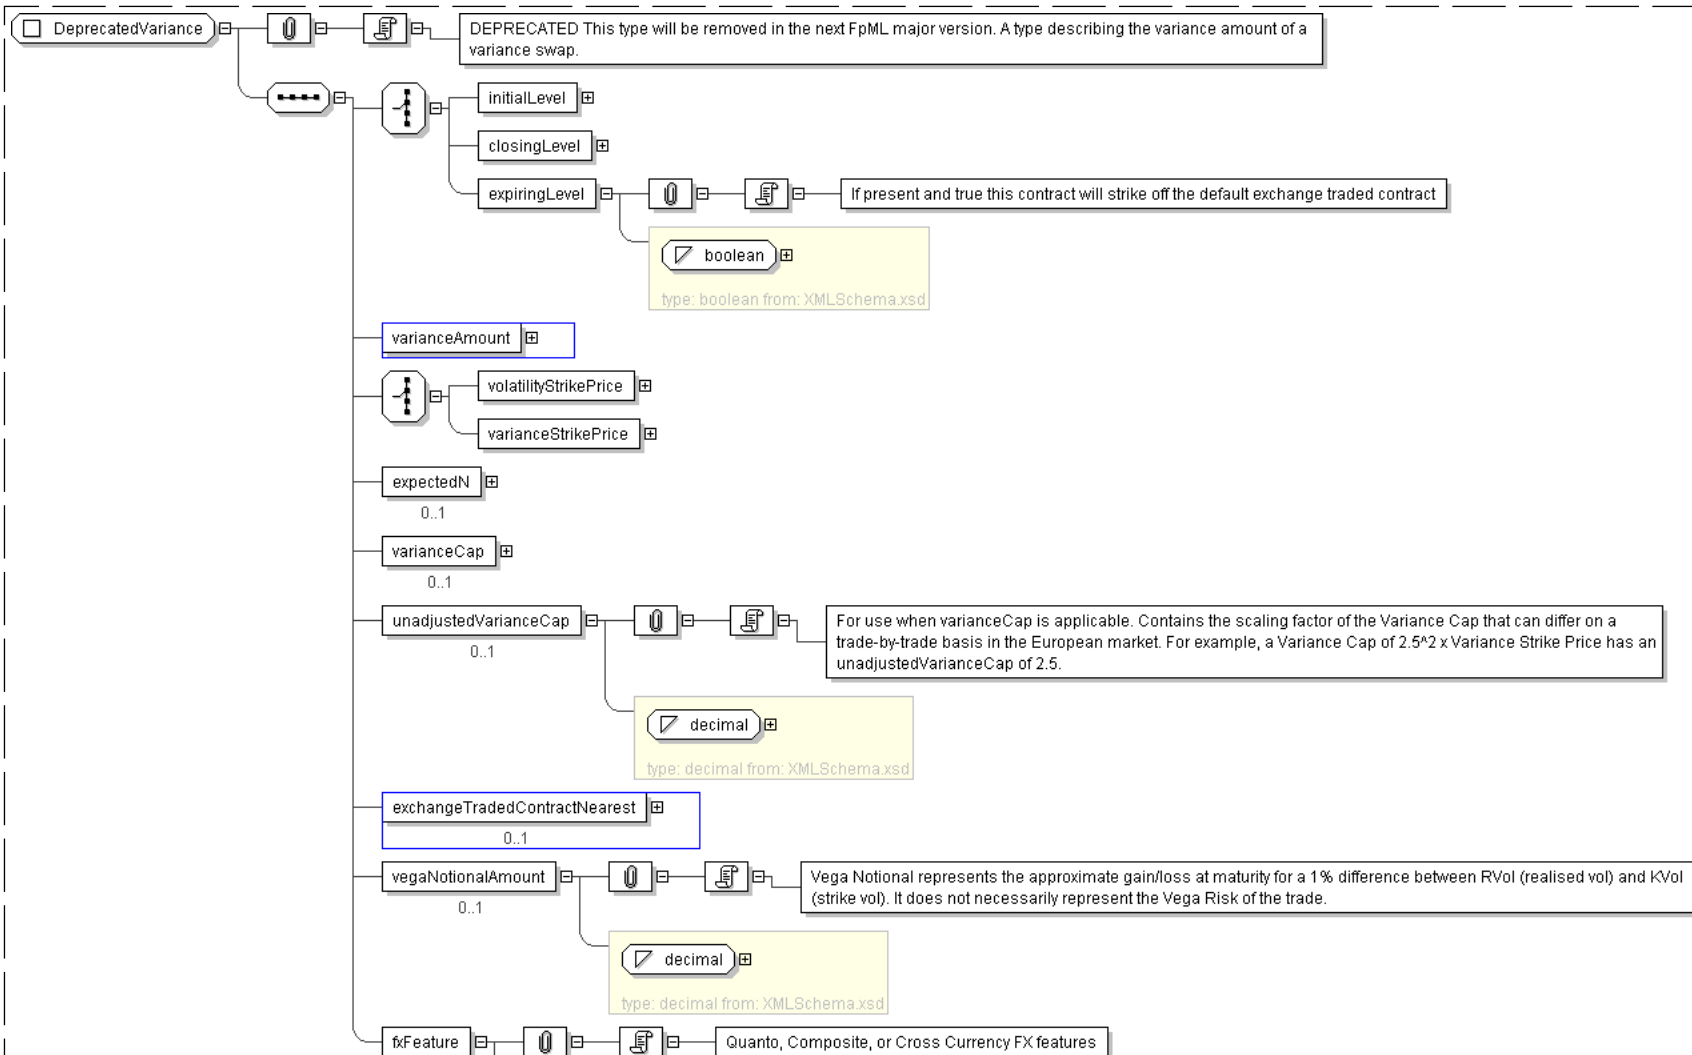 DeprecatedVariance
DEPRECATED This type will be removed in the next FpML major version. A type describing the variance amount of a
variance swap.
initialLevel
closingLevel
expiringLevel
If present and true this contract will strike off the default exchange traded contract
boolean
type: boolean from: XMLSchema.xsd
varianceAmount
volatilityStrikePrice
varianceStrikePrice
expectedN
0..1
varianceCap
0..1
unadjustedVarianceCap
0..1
For use when varianceCap is applicable. Contains the scaling factor of the Variance Cap that can differ on a
trade-by-trade basis in the European market. For example, a Variance Cap of 2.5^2 x Variance Strike Price has an
unadjustedVarianceCap of 2.5.
decimal
type: decimal from: XMLSchema.xsd
exchangeTradedContractNearest
0..1
vegaNotionalAmount
0..1
Vega Notional represents the approximate gain/loss at maturity for a 1% difference between RVol (realised vol) and KVol
(strike vol). It does not necessarily represent the Vega Risk of the trade.
decimal
type: decimal from: XMLSchema.xsd
fxFeature
Quanto, Composite, or Cross Currency FX features